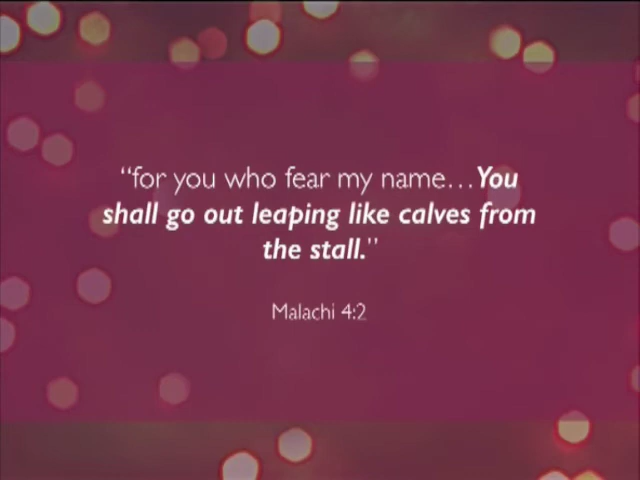 “for you who fear my name…You
shall go out leaping like calves from
the stall.”
Malachi 4:2